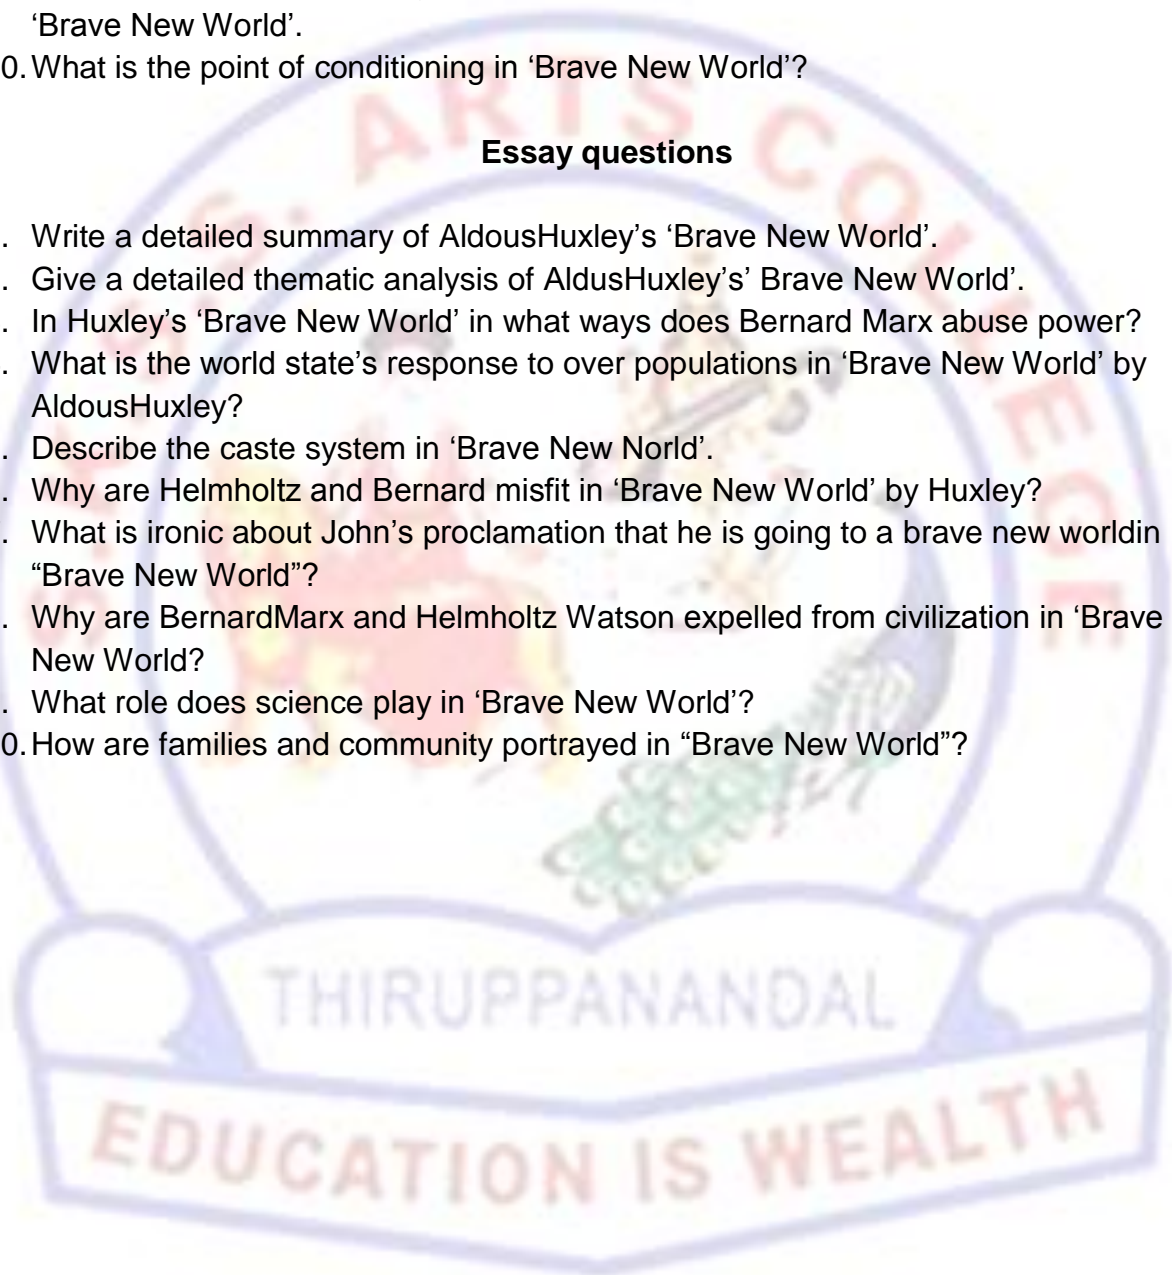 ‘Brave New World’.
0. What is the point of conditioning in ‘Brave New World’?
Essay questions
. Write a detailed summary of AldousHuxley’s ‘Brave New World’.
. Give a detailed thematic analysis of AldusHuxley’s’ Brave New World’.
. In Huxley’s ‘Brave New World’ in what ways does Bernard Marx abuse power?
. What is the world state’s response to over populations in ‘Brave New World’ by
AldousHuxley?
. Describe the caste system in ‘Brave New Norld’.
. Why are Helmholtz and Bernard misfit in ‘Brave New World’ by Huxley?
. What is ironic about John’s proclamation that he is going to a brave new worldin
“Brave New World”?
. Why are BernardMarx and Helmholtz Watson expelled from civilization in ‘Brave
New World?
. What role does science play in ‘Brave New World’?
0. How are families and community portrayed in “Brave New World”?
ARTS COLLEGE
THIRUPPANANDAL
EDUCATION IS WEALTH